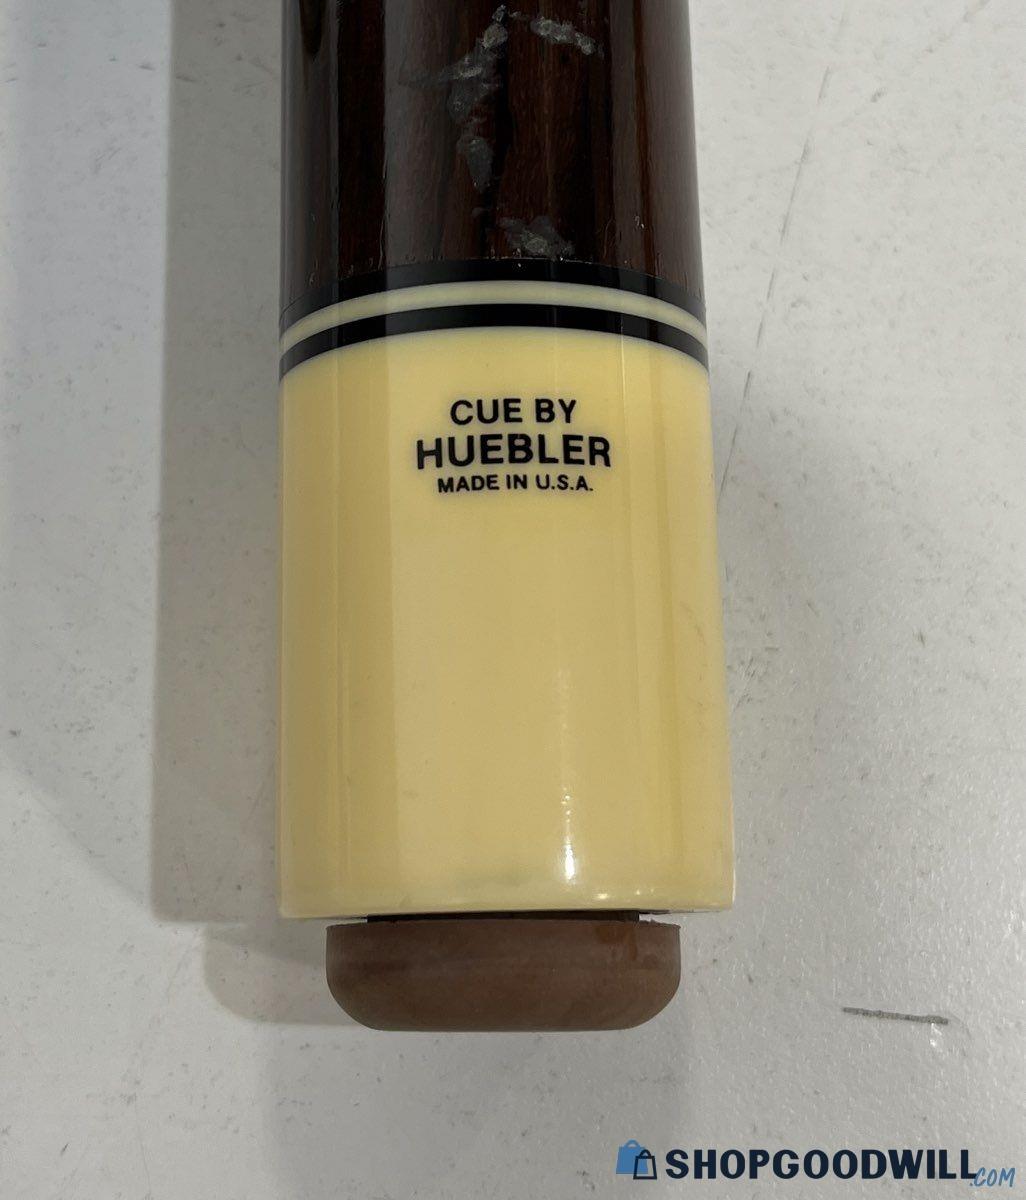 CUE BY
HUEBLER
MADE IN U.S.A.
SHOPGOODWILL.COM